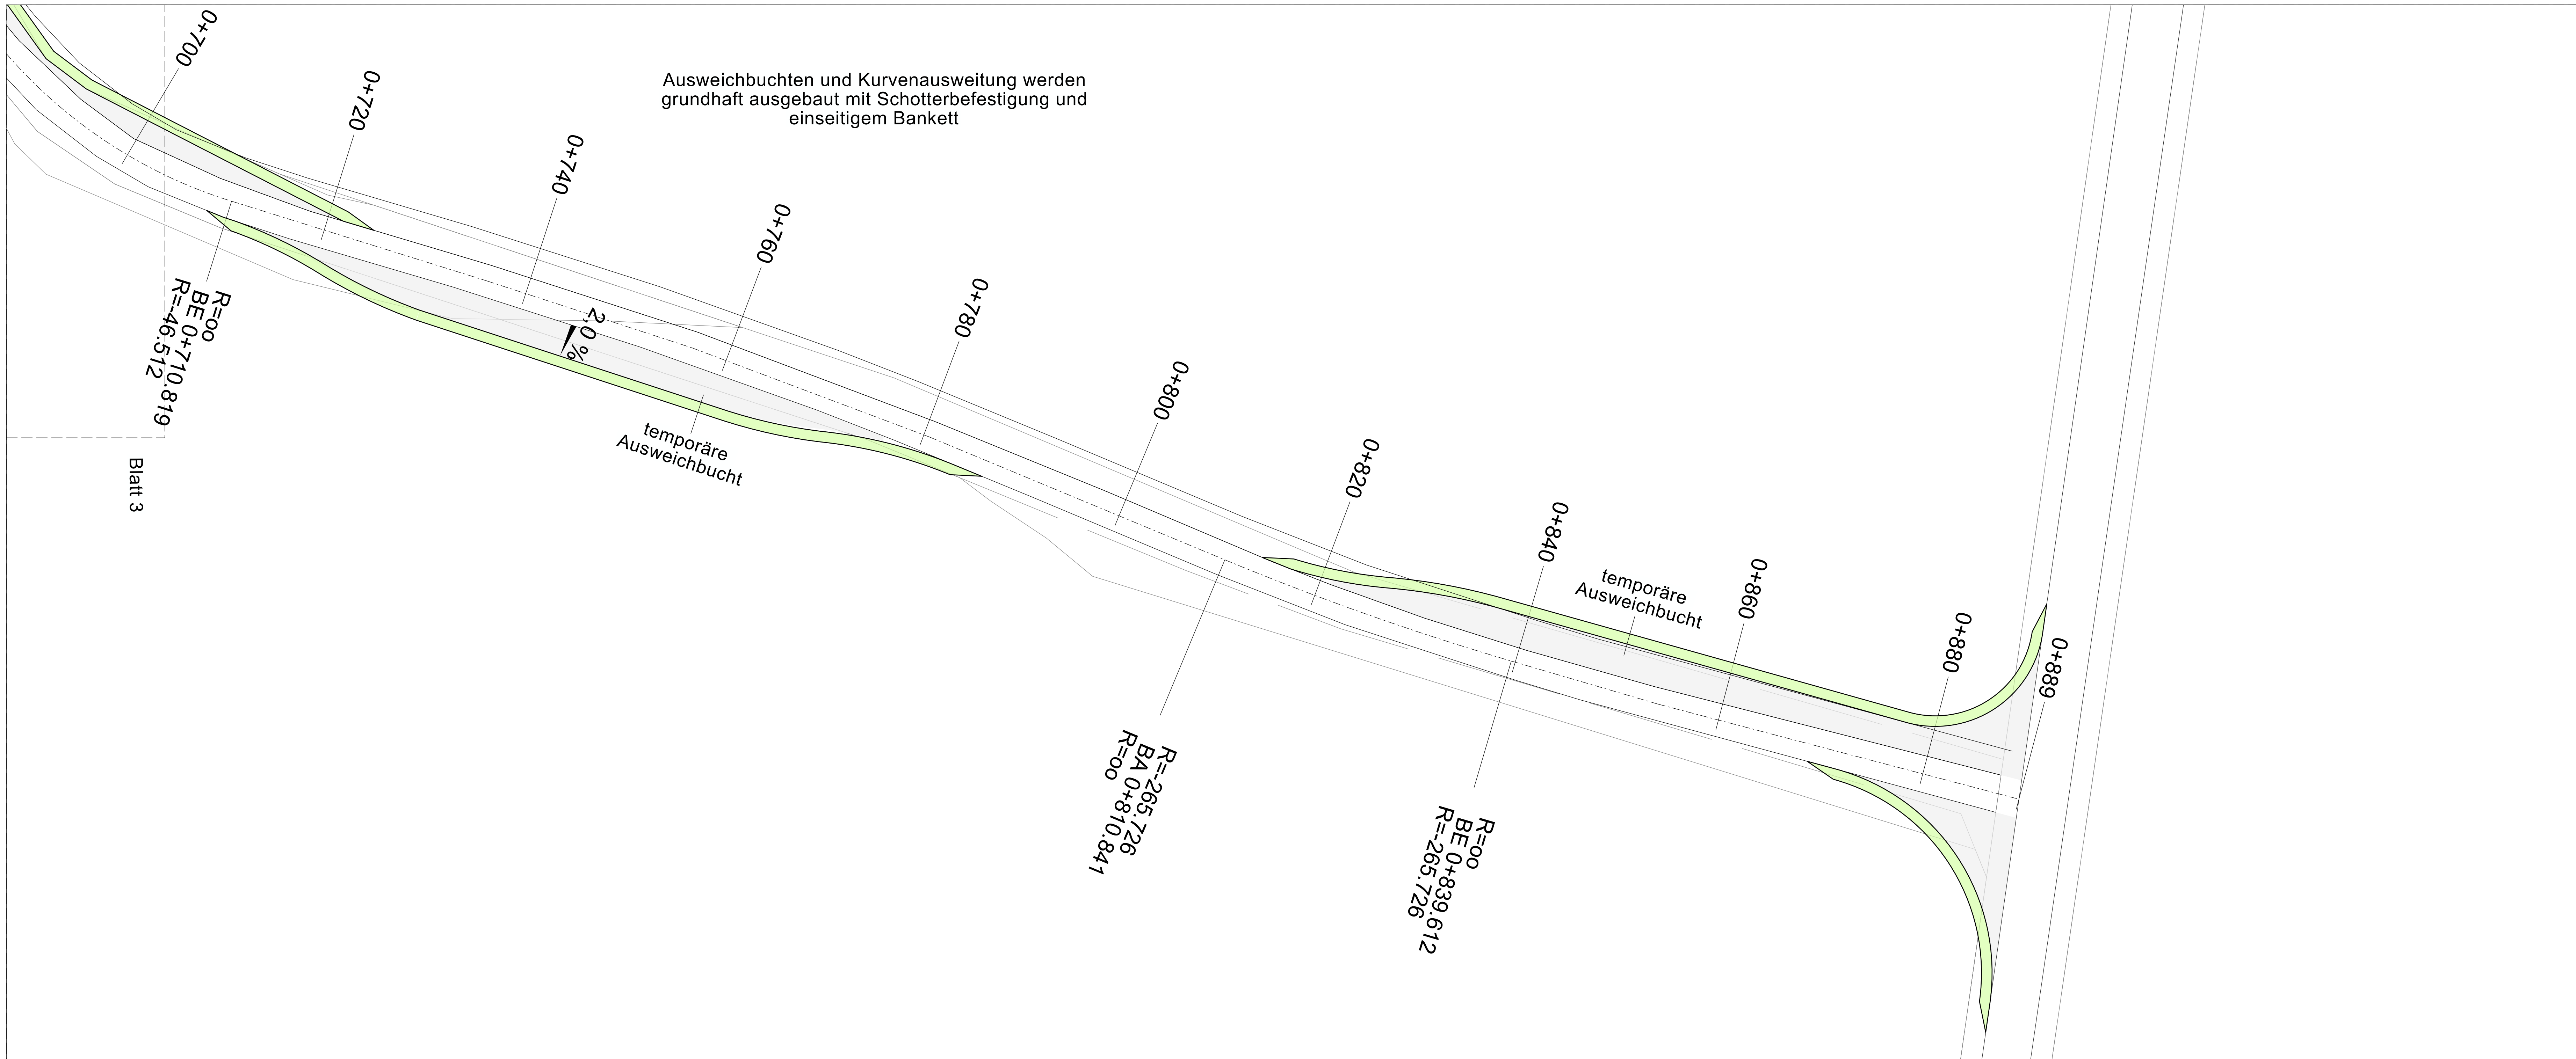 0+700
0+720
Ausweichbuchten und Kurvenausweitung werden
grundhaft ausgebaut mit Schotterbefestigung und
einseitigem Bankett
0+740
0+760
0+780
R=oo
BE 0+710.819
R=-46.512
2,0 %
0+800
temporäre
Ausweichbucht
0+820
Blatt 3
0+840
temporäre
Ausweichbucht
0+860
0+880
0+889
R=-265.726
BA 0+810.841
R=oo
R=oo
BE 0+839.612
R=-265.726